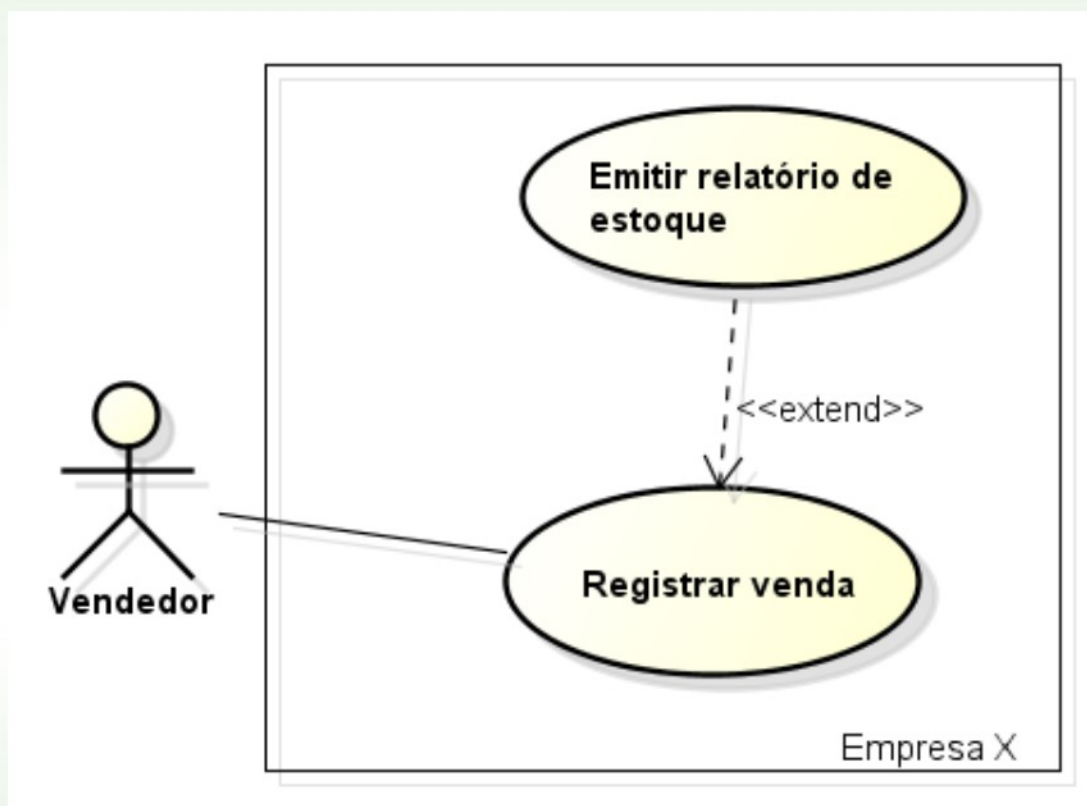 Emitir relatório de
estoque
<<extend>>
Registrar venda
Vendedor
Empresa X